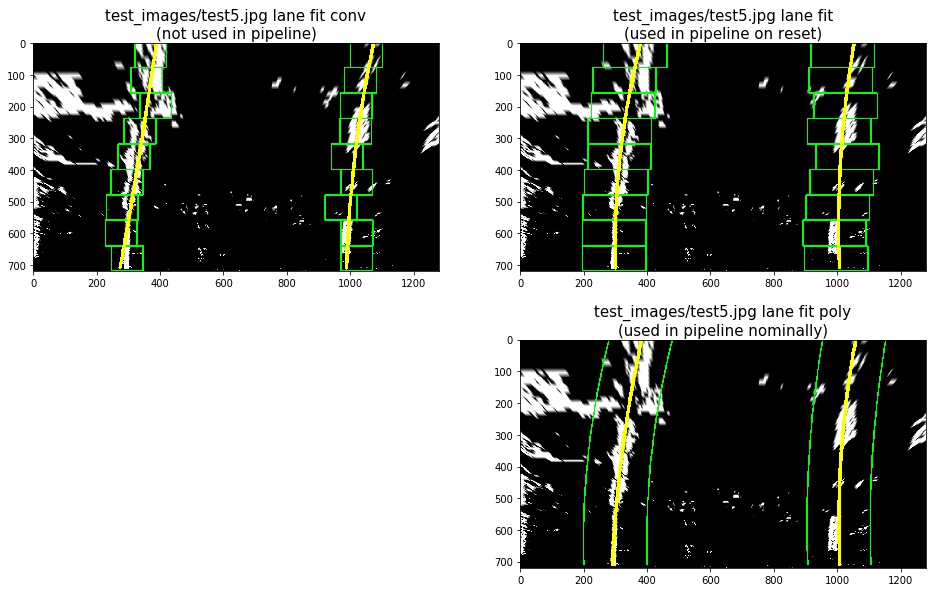 test_images/test5.jpg lane fit conv
(not used in pipeline)
0
100
200
300
400
500
600
700
0 200 400 600 800 1000 1200
test_images/test5.jpg lane fit
(used in pipeline on reset)
0
100
200
300
400
500
600
700
0 200 400 600 800 1000 1200
test_images/test5.jpg lane fit poly
(used in pipeline nominally)
0
100
200
300
400
500
600
700
0 200 400 600 800 1000 1200